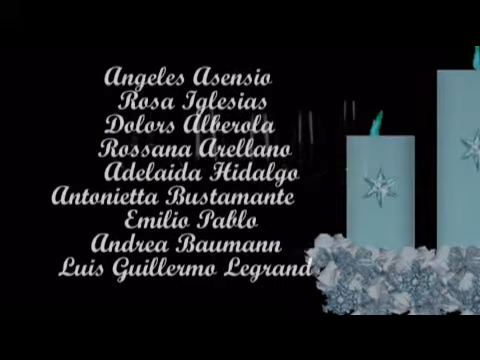 Angeles Asensio
Rosa Iglesias
Dolors Alberola
Rossana Arellano
Adelaida Hidalgo
Antonietta Bustamante
Emilio Pablo
Andrea Baumann
Luis Guillermo Legrand